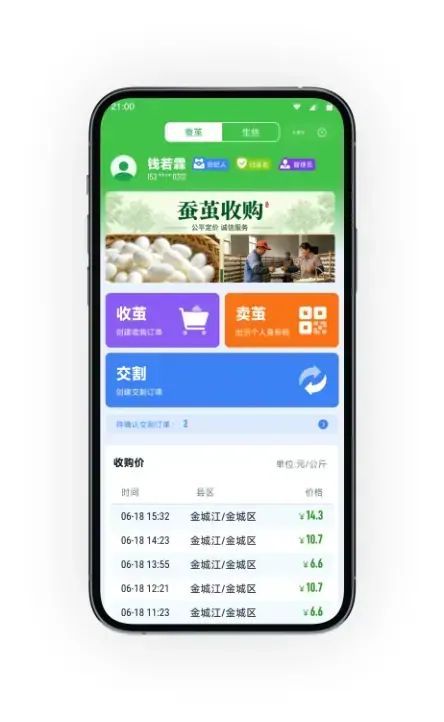 21:00
蚕茧 生丝
钱若霖
蚕茧收购
公平定价 诚信服务
收茧
创建收购订单
卖茧
出示个人身份码
交割
创建交割订单
待确认交割订单： 2
收购价 单位:元/公斤
时间 县区 价格
06-18 15:32 金城江/金城区 ¥14.3
06-18 14:23 金城江/金城区 ¥10.7
06-18 13:55 金城江/金城区 ¥6.6
06-18 12:21 金城江/金城区 ¥10.7
06-18 11:23 金城江/金城区 ¥6.6